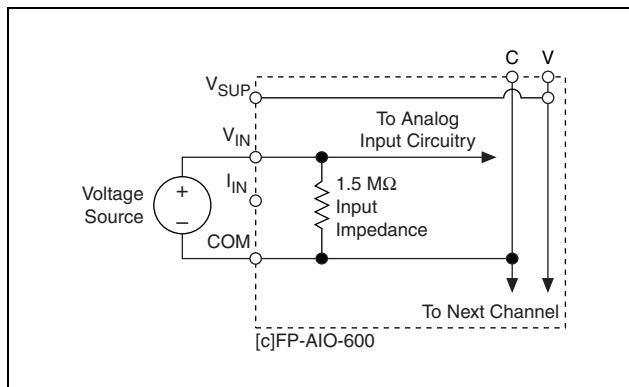 C V
VSUP
To Analog
Input Circuitry
VIN
IIN
1.5 MΩ
Input
Impedance
Voltage
Source
+
–
COM
To Next Channel
[c]FP-AIO-600